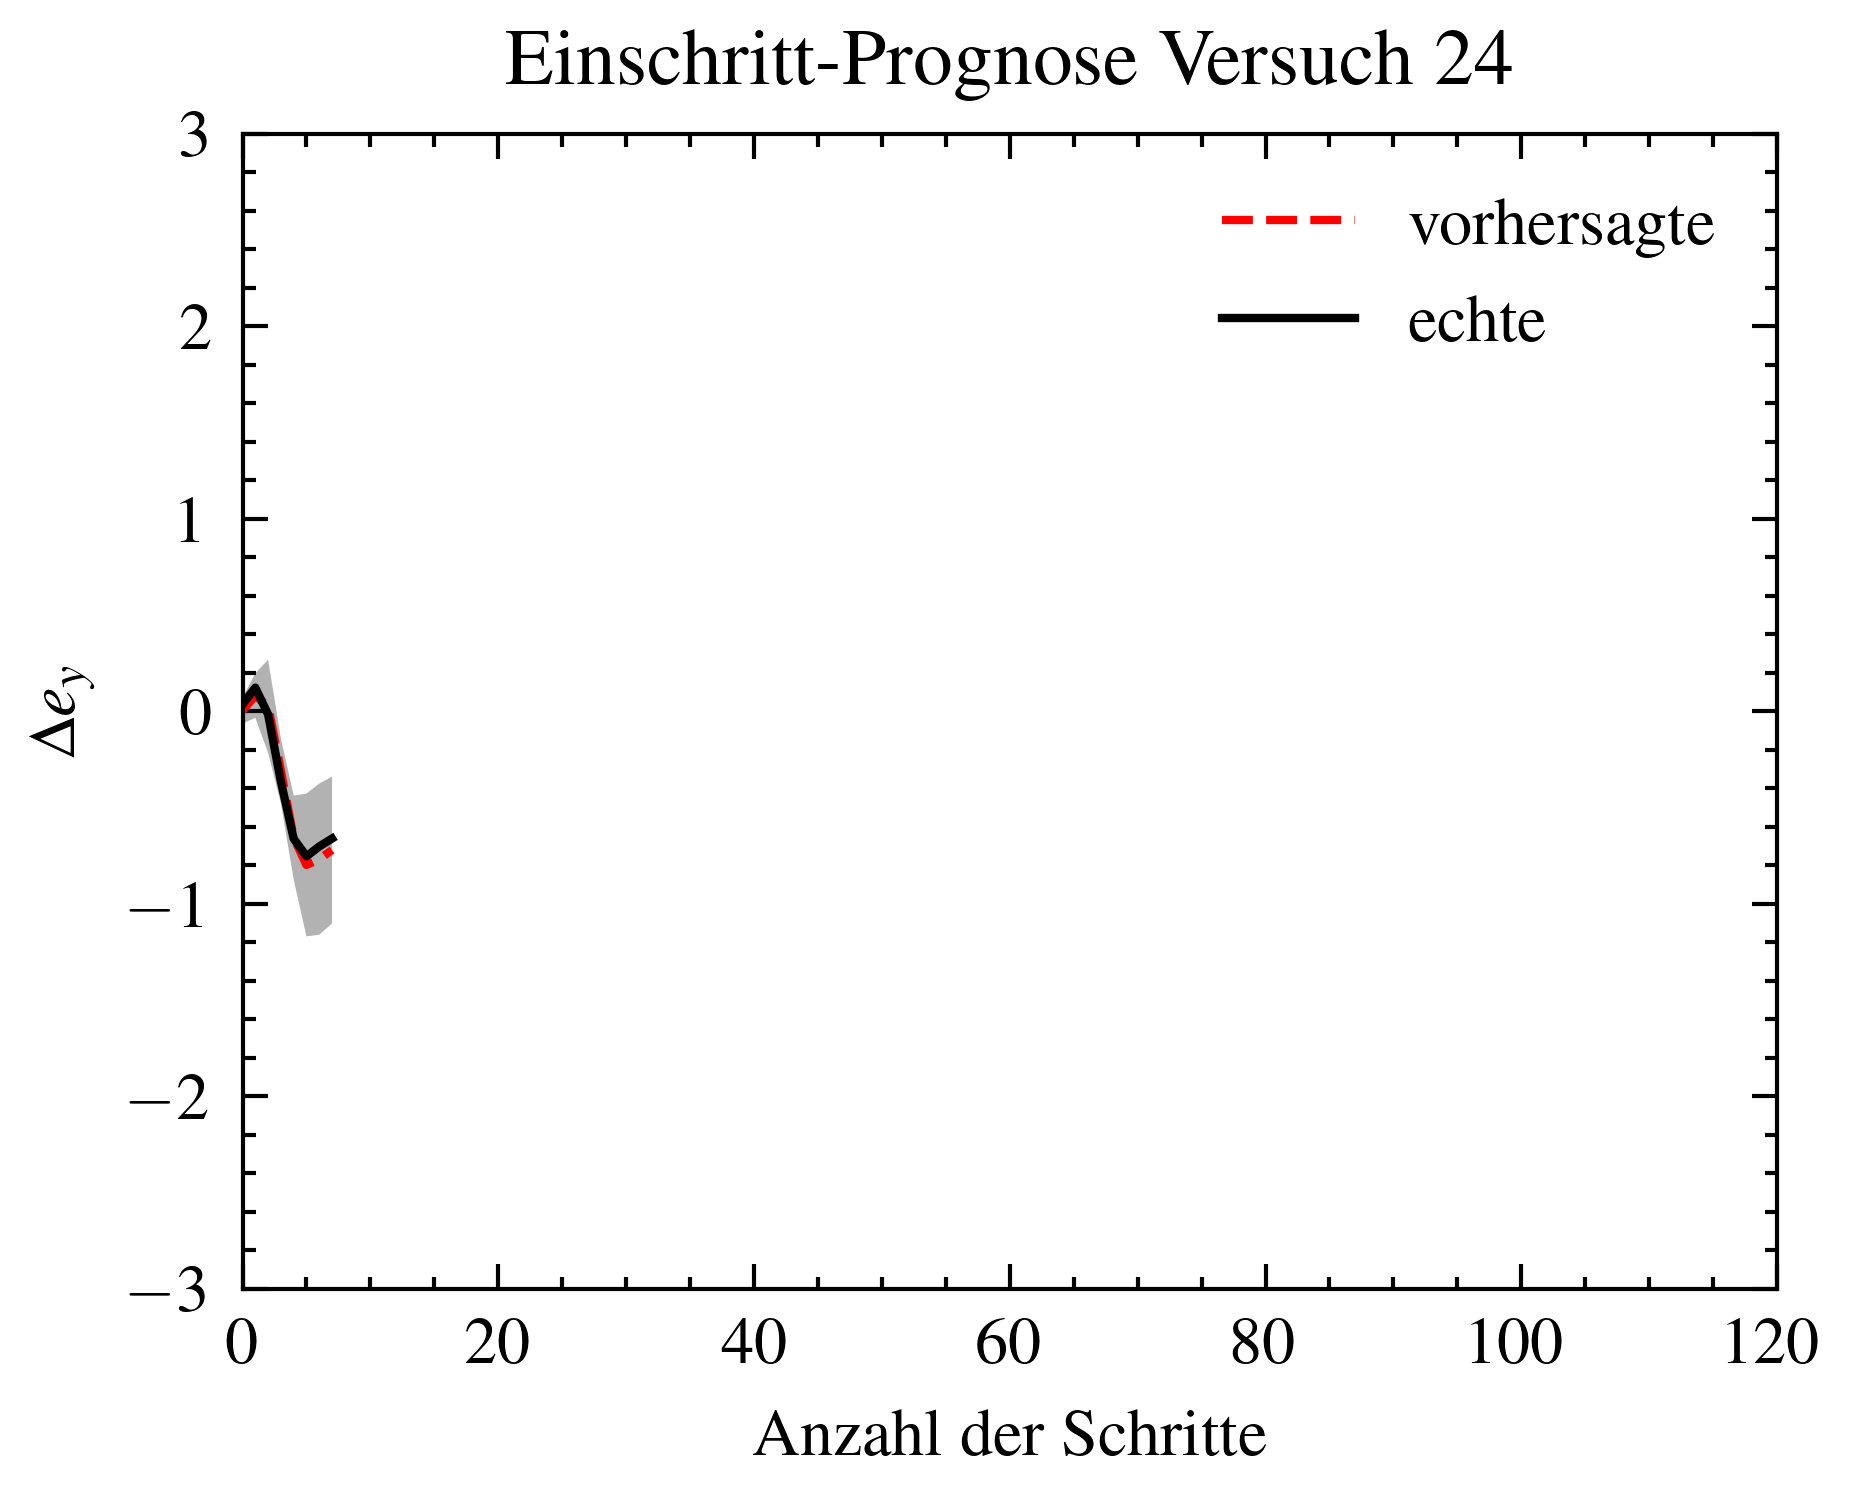 Einschritt-Prognose Versuch 24
3
2
1
0
−1
−2
−3
Δe_y
vorhersagte
echte
0 20 40 60 80 100 120
Anzahl der Schritte